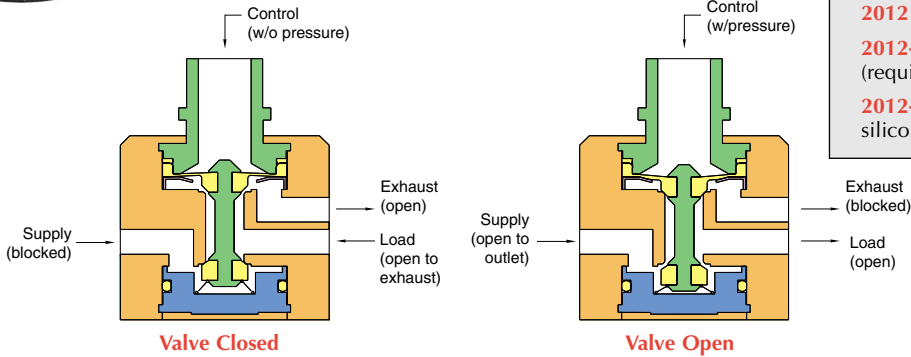 Control
(w/o pressure)
Exhaust
(open)
Supply
(blocked)
Load
(open to
exhaust)
Valve Closed
Control
(w/pressure)
Supply
(open to
outlet)
Exhaust
(blocked)
Load
(open)
Valve Open
2012
2012-
(requi
2012-
silico